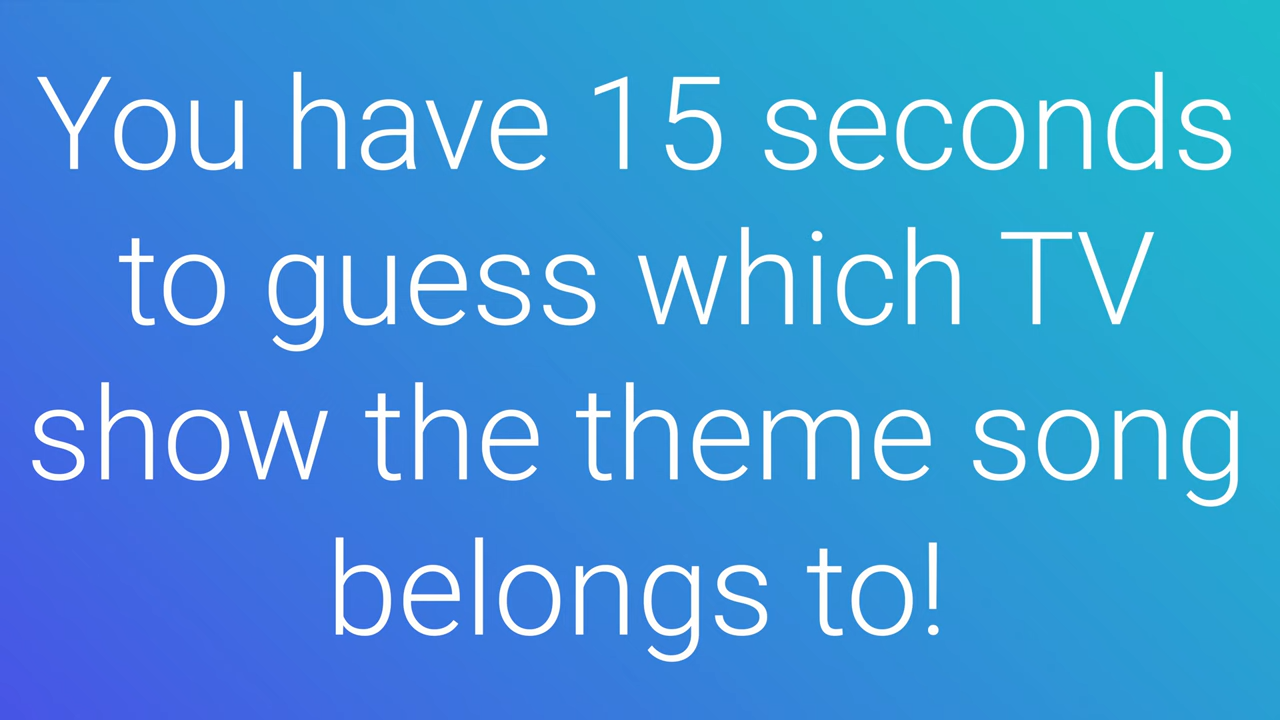 You have 15 seconds
to guess which TV
show the theme song
belongs to!